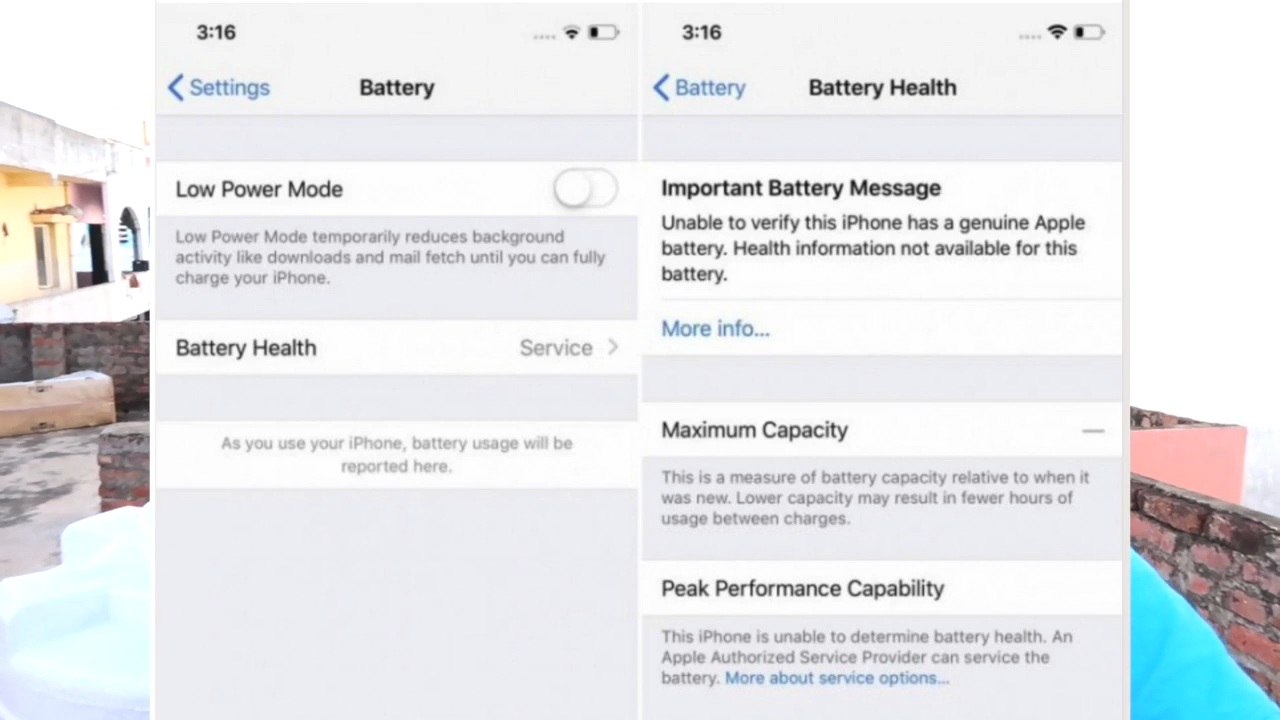 3:16
Settings
Battery
Low Power Mode
Low Power Mode temporarily reduces background
activity like downloads and mail fetch until you can fully
charge your iPhone.
Battery Health
Service
As you use your iPhone, battery usage will be
reported here.
3:16
Battery
Battery Health
Important Battery Message
Unable to verify this iPhone has a genuine Apple
battery. Health information not available for this
battery.
More info...
Maximum Capacity
—
This is a measure of battery capacity relative to when it
was new. Lower capacity may result in fewer hours of
usage between charges.
Peak Performance Capability
This iPhone is unable to determine battery health. An
Apple Authorized Service Provider can service the
battery. More about service options...